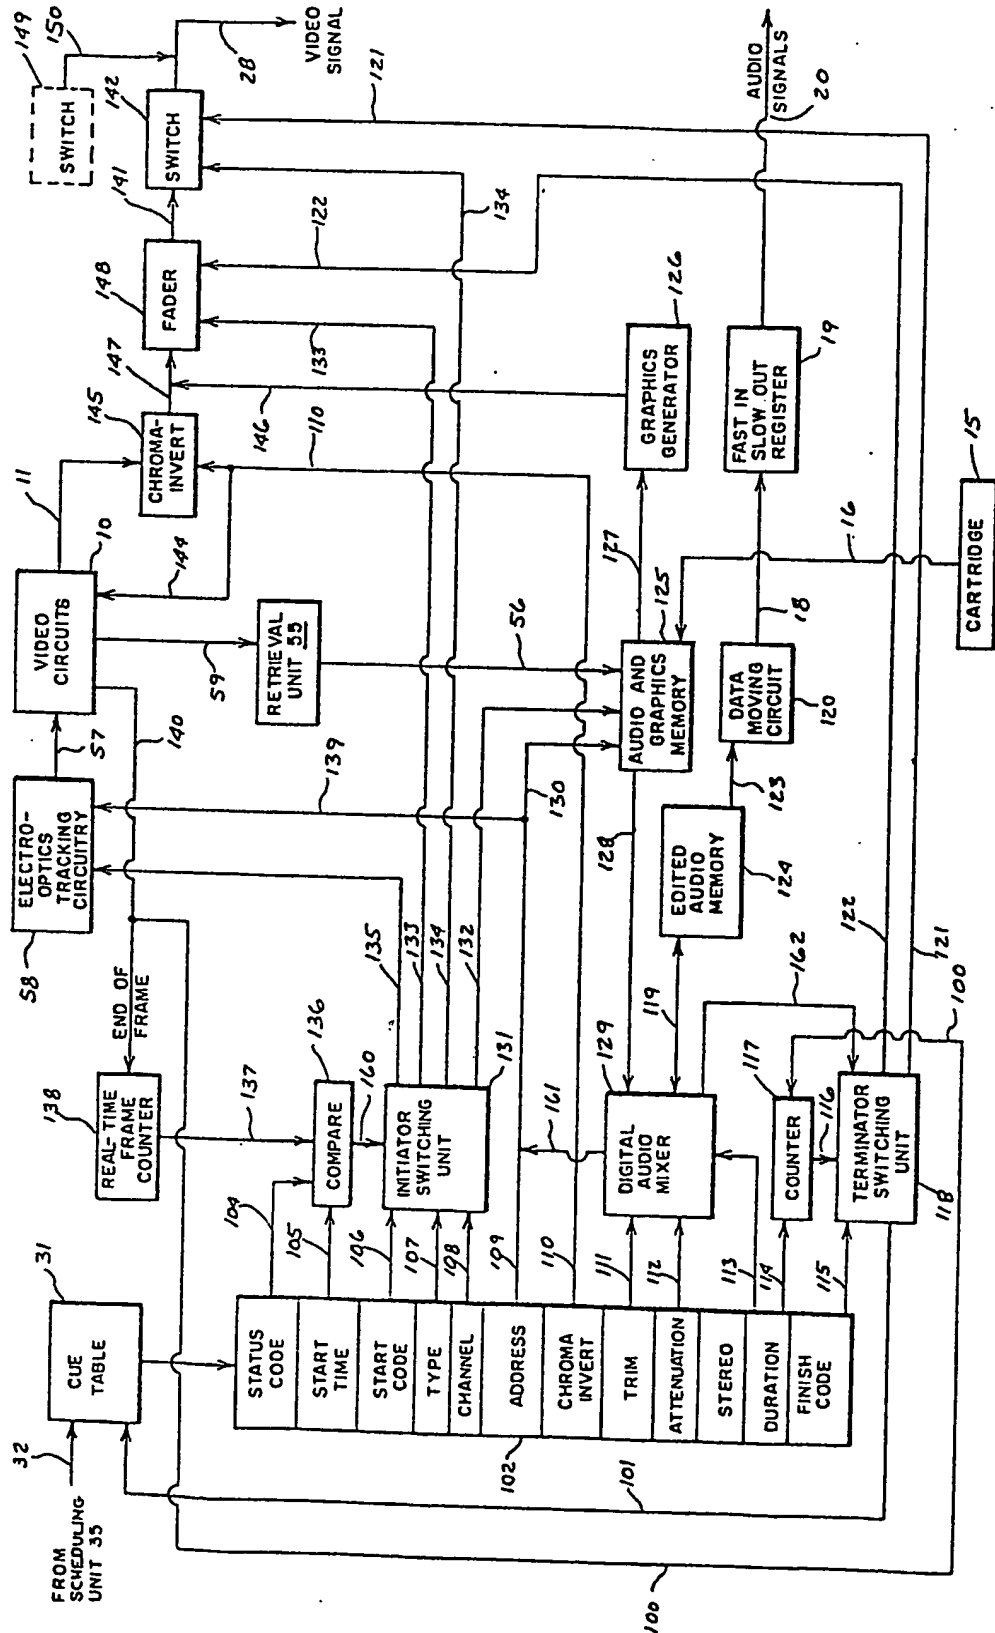 FROM
SCHEDULING
UNIT 35
32
31
CUE
TABLE
101
100
102
STATUS
CODE
START
TIME
START
CODE
TYPE
CHANNEL
ADDRESS
CHROMA
INVERT
TRIM
ATTENUATION
STEREO
DURATION
FINISH
CODE
104
105
106
107
108
109
110
111
112
113
114
115
138
REAL-TIME
FRAME
COUNTER
END OF
FRAME
137
136
COMPARE
160
INITIATOR
SWITCHING
UNIT
131
135
133
134
132
161
129
DIGITAL
AUDIO
MIXER
117
COUNTER
116
TERMINATOR
SWITCHING
UNIT
118
162
119
128
122
121
100
58
ELECTRO-
OPTICS
TRACKING
CIRCUITRY
57
140
139
130
EDITED
AUDIO
MEMORY
124
123
VIDEO
CIRCUITS
10
11
144
59
RETRIEVAL
UNIT 55
56
AUDIO AND
GRAPHICS
MEMORY
125
127
DATA
MOVING
CIRCUIT
120
18
16
CARTRIDGE
15
145
CHROMA-
INVERT
147
146
110
133
GRAPHICS
GENERATOR
126
FAST IN
SLOW OUT
REGISTER
19
148
FADER
122
141
134
142
SWITCH
121
149
SWITCH
150
28
VIDEO
SIGNAL
AUDIO
SIGNALS
20